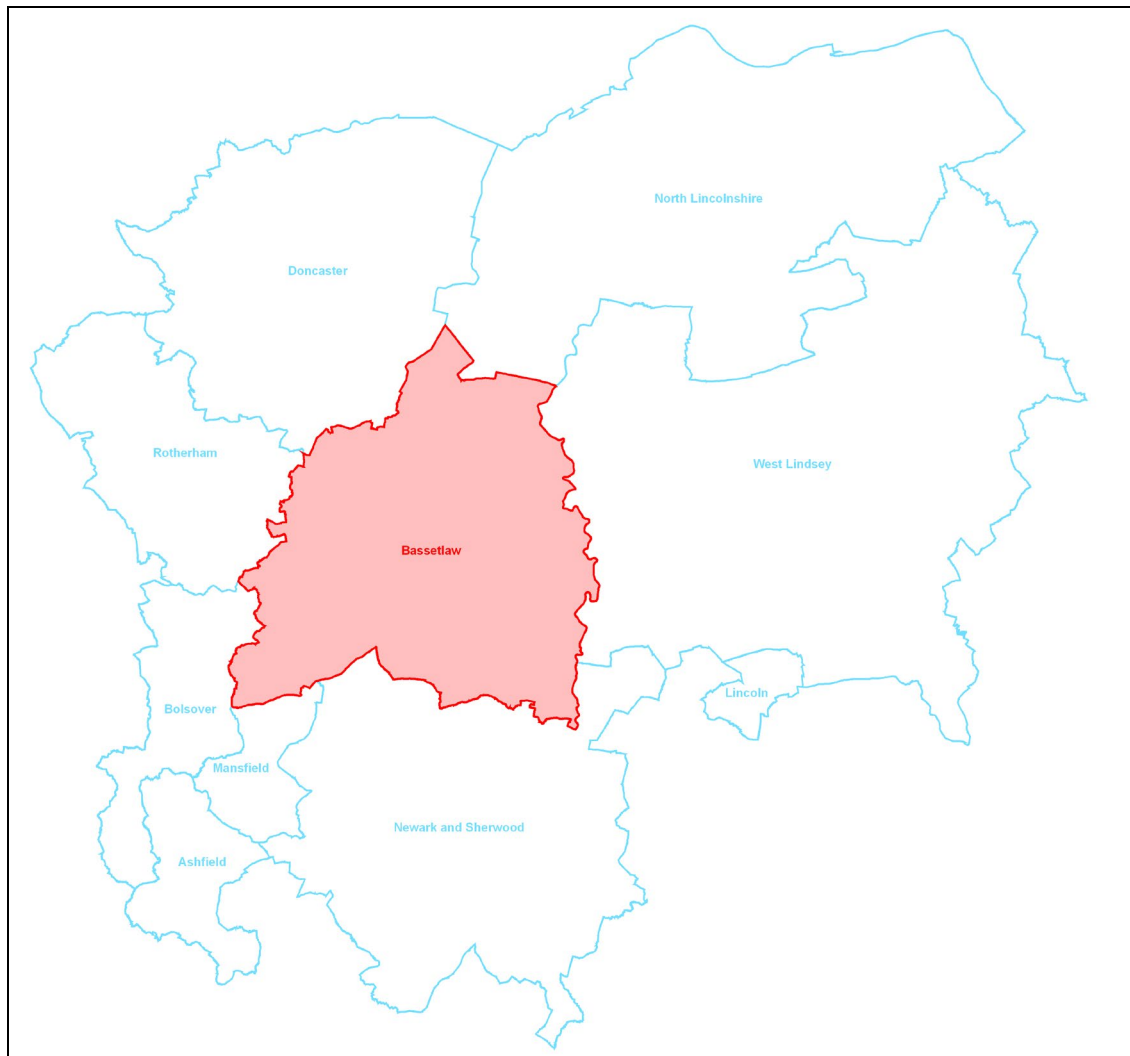 North Lincolnshire
Doncaster
Rotherham
West Lindsey
Bassetlaw
Lincoln
Bolsover
Mansfield
Newark and Sherwood
Ashfield